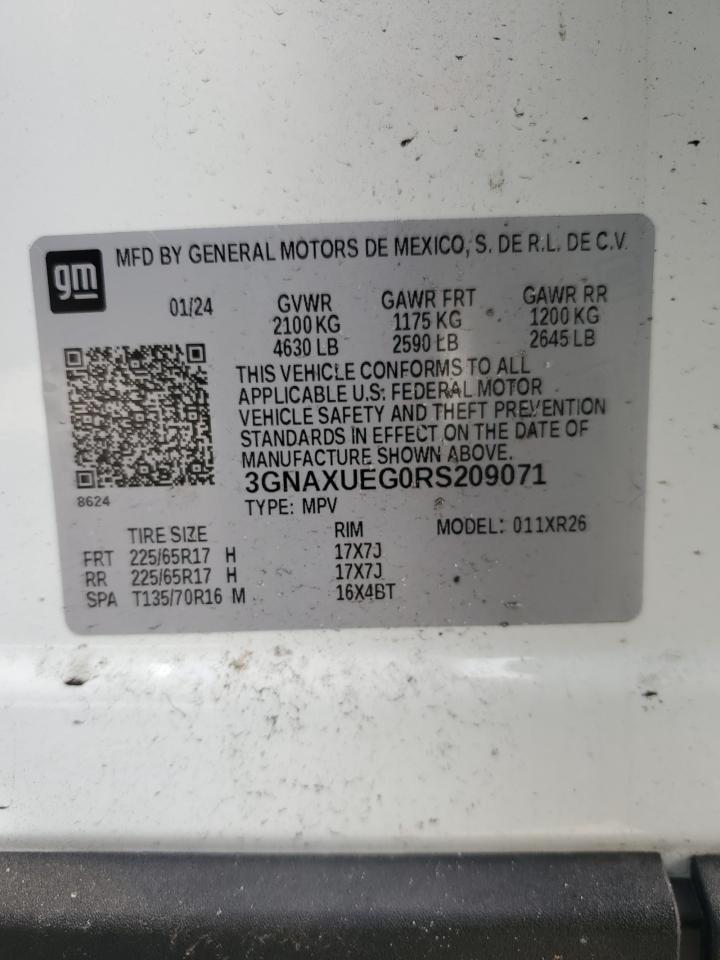 gm
MFD BY GENERAL MOTORS DE MEXICO, S. DE R.L. DE C.V.
01/24 GVWR GAWR FRT GAWR RR
2100 KG 1175 KG 1200 KG
4630 LB 2590 LB 2645 LB
THIS VEHICLE CONFORMS TO ALL
APPLICABLE U.S. FEDERAL MOTOR
VEHICLE SAFETY AND THEFT PREVENTION
STANDARDS IN EFFECT ON THE DATE OF
MANUFACTURE SHOWN ABOVE.
3GNAXUEG0RS209071
8624
TYPE: MPV
TIRE SIZE RIM MODEL: 011XR26
FRT 225/65R17 H 17X7J
RR 225/65R17 H 17X7J
SPA T135/70R16 M 16X4BT